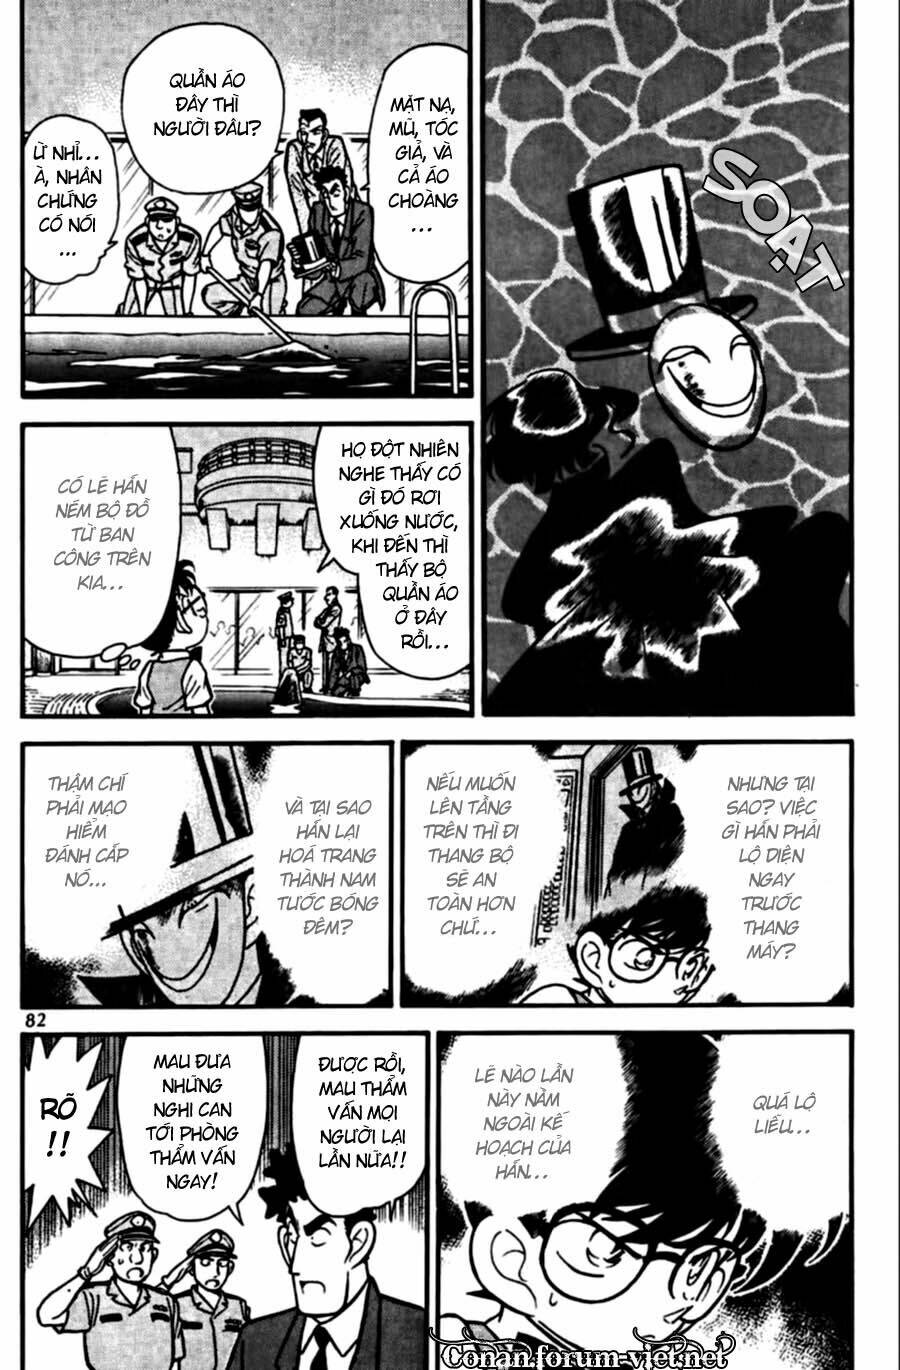 SOẠT
MẶT NẠ,
MŨ, TÓC
GIẢ, VÀ
CẢ ÁO
CHOÀNG
...
QUẦN ÁO
ĐÂY THÌ
NGƯỜI ĐÂU?
Ừ NHỈ...
À, NHÂN
CHỨNG
CÓ NÓI
...
HỌ ĐỘT NHIÊN
NGHE THẤY CÓ
GÌ ĐÓ RƠI
XUỐNG NƯỚC,
KHI ĐẾN THÌ
THẤY BỘ
QUẦN ÁO
Ở ĐÂY
RỒI...
CÓ LẼ HẮN
NÉM BỘ ĐỒ
TỪ BAN
CÔNG TRÊN
KIA...
NHƯNG TẠI
SAO? VIỆC
GÌ HẮN PHẢI
LỘ DIỆN
NGAY
TRƯỚC
THANG
MÁY?
NẾU MUỐN
LÊN TẦNG
TRÊN THÌ ĐI
THANG BỘ
SẼ AN
TOÀN HƠN
CHỨ...
VÀ TẠI SAO
HẮN LẠI
HOÁ TRANG
THÀNH NAM
TƯỚC BÓNG
ĐÊM?
THẬM CHÍ
PHẢI MẠO
HIỂM
ĐÁNH CẮP
NÓ...
82
QUÁ LỘ
LIỄU...
LẼ NÀO LẦN
NÀY NẰM
NGOÀI KẾ
HOẠCH CỦA
HẮN...
ĐƯỢC RỒI,
MAU THẨM
VẤN MỌI
NGƯỜI LẠI
LẦN NỮA!!
MAU ĐƯA
NHỮNG
NGHI CAN
TỚI PHÒNG
THẨM VẤN
NGAY!
RÕ
!!
Conan.forum-viet.net